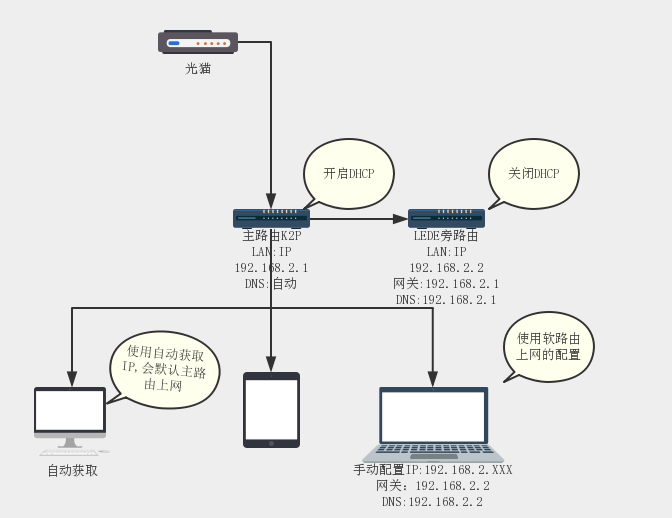 光猫
开启DHCP
关闭DHCP
主路由K2P
LAN:IP
192.168.2.1
DNS:自动
LEDE旁路由
LAN:IP
192.168.2.2
网关:192.168.2.1
DNS:192.168.2.1
使用自动获取
IP,会默认主路
由上网
使用软路由
上网的配置
自动获取
手动配置IP:192.168.2.XXX
网关：192.168.2.2
DNS:192.168.2.2